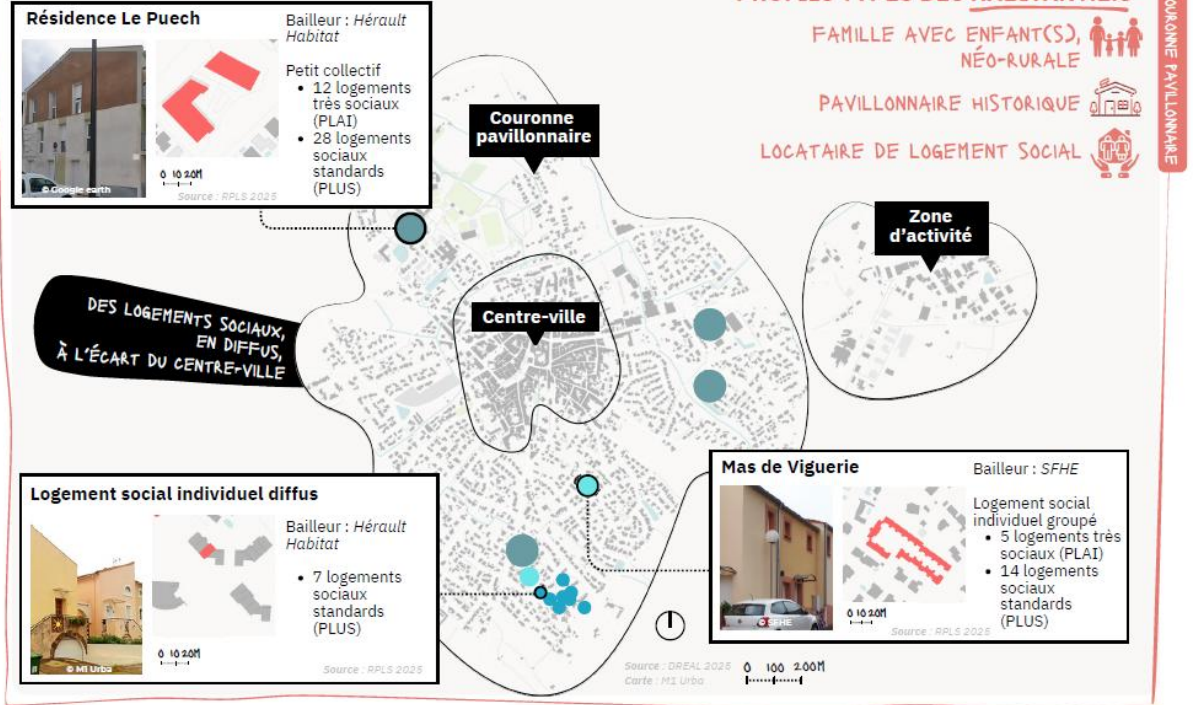 FAMILLE AVEC ENFANT(S),
NÉO-RURALE
PAVILLONNAIRE HISTORIQUE
LOCATAIRE DE LOGEMENT SOCIAL
COURONNE PAVILLONNAIRE
Résidence Le Puech
Bailleur : Hérault
Habitat
Petit collectif
• 12 logements
très sociaux
(PLAI)
• 28 logements
sociaux
standards
(PLUS)
© Google earth
0 10 20M
Source : RPLS 2025
Couronne
pavillonnaire
Zone
d'activité
Centre-ville
DES LOGEMENTS SOCIAUX,
EN DIFFUS,
À L'ÉCART DU CENTRE-VILLE
Logement social individuel diffus
Bailleur : Hérault
Habitat
• 7 logements
sociaux
standards
(PLUS)
© M1 Urba
0 10 20M
Source : RPLS 2025
Mas de Viguerie
Bailleur : SFHE
Logement social
individuel groupé
• 5 logements très
sociaux (PLAI)
• 14 logements
sociaux
standards
(PLUS)
© SFHE
0 10 20M
Source : RPLS 2025
Source : DREAL 2025
Carte : M1 Urba
0 100 200M